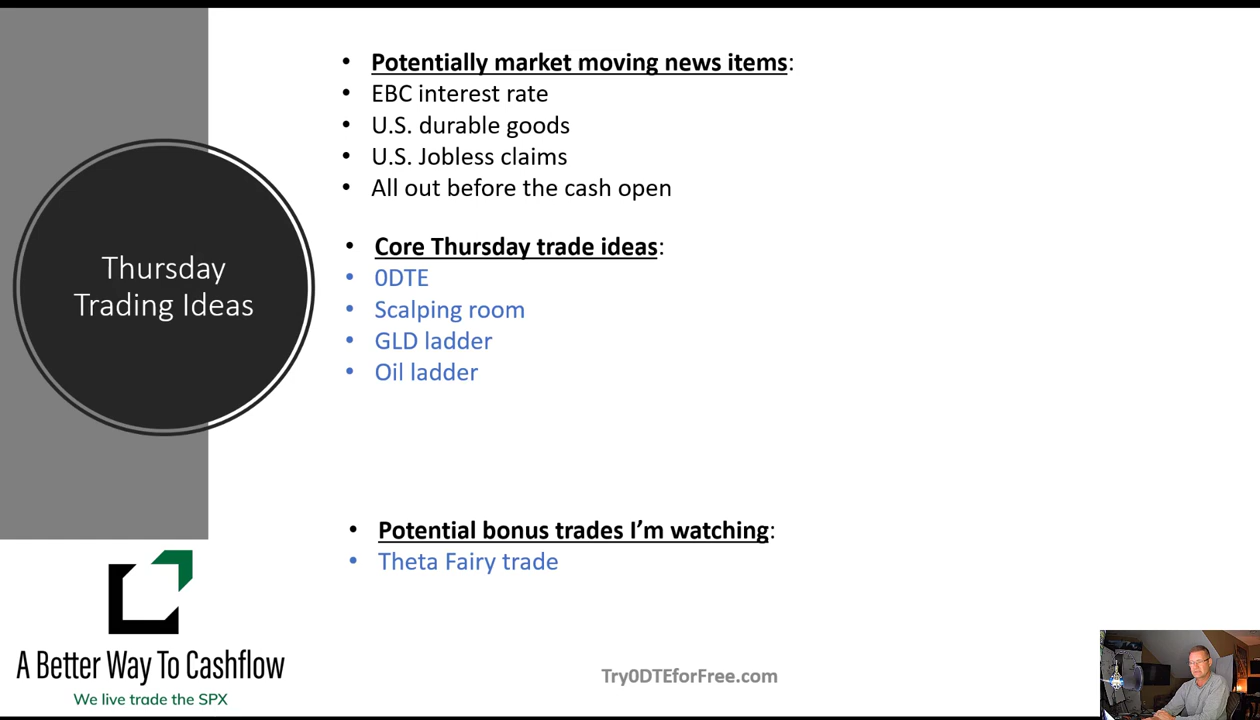 Thursday
Trading Ideas
• Potentially market moving news items:
• EBC interest rate
• U.S. durable goods
• U.S. Jobless claims
• All out before the cash open
• Core Thursday trade ideas:
• 0DTE
• Scalping room
• GLD ladder
• Oil ladder
• Potential bonus trades I’m watching:
• Theta Fairy trade
A Better Way To Cashflow
We live trade the SPX
Try0DTEforFree.com